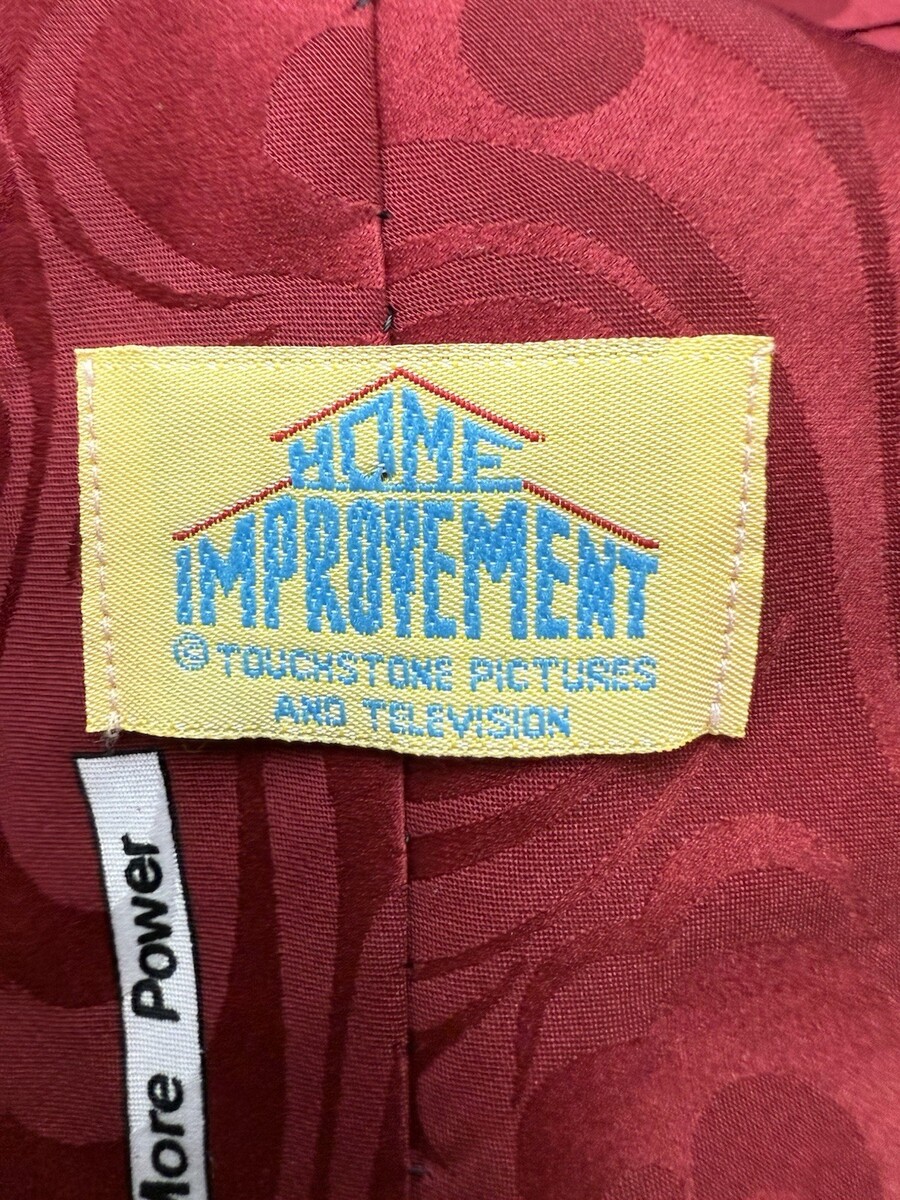 HOME
IMPROVEMENT
© TOUCHSTONE PICTURES
AND TELEVISION
More Power